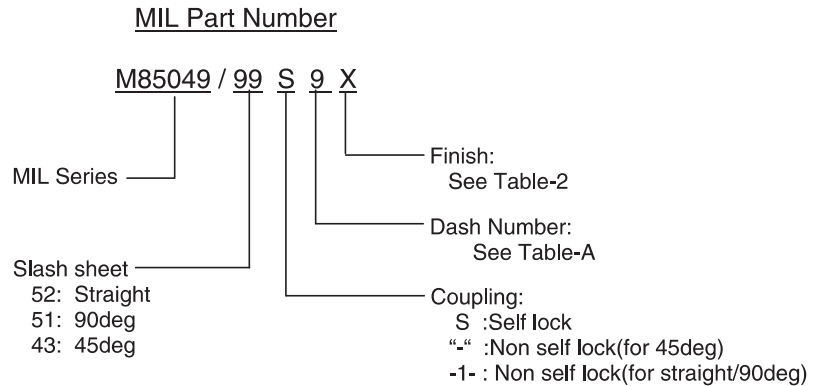 MIL Part Number
M85049 / 99 S 9 X
MIL Series
Finish:
See Table-2
Dash Number:
See Table-A
Slash sheet
52: Straight
51: 90deg
43: 45deg
Coupling:
S :Self lock
“-“ :Non self lock(for 45deg)
-1- : Non self lock(for straight/90deg)